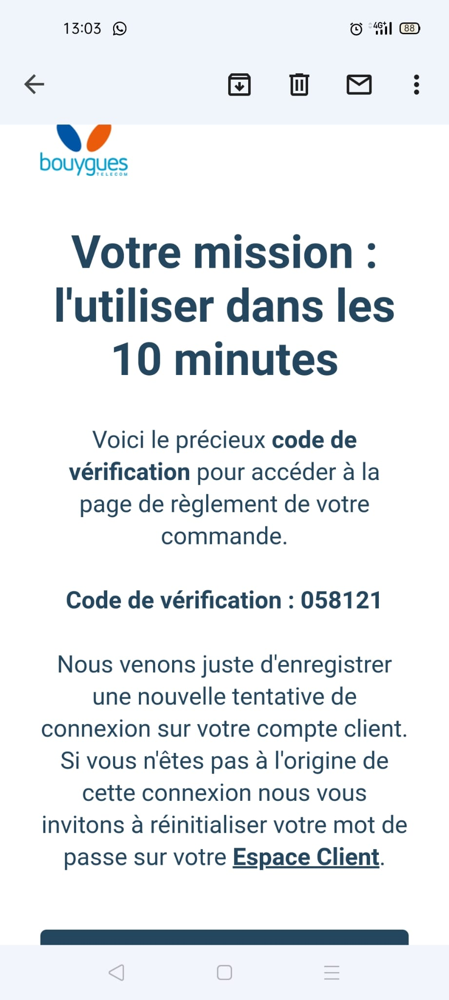 13:03
4G+
88
bouygues
TELECOM
Votre mission :
l'utiliser dans les
10 minutes
Voici le précieux code de
vérification pour accéder à la
page de règlement de votre
commande.
Code de vérification : 058121
Nous venons juste d'enregistrer
une nouvelle tentative de
connexion sur votre compte client.
Si vous n'êtes pas à l'origine de
cette connexion nous vous
invitons à réinitialiser votre mot de
passe sur votre Espace Client.